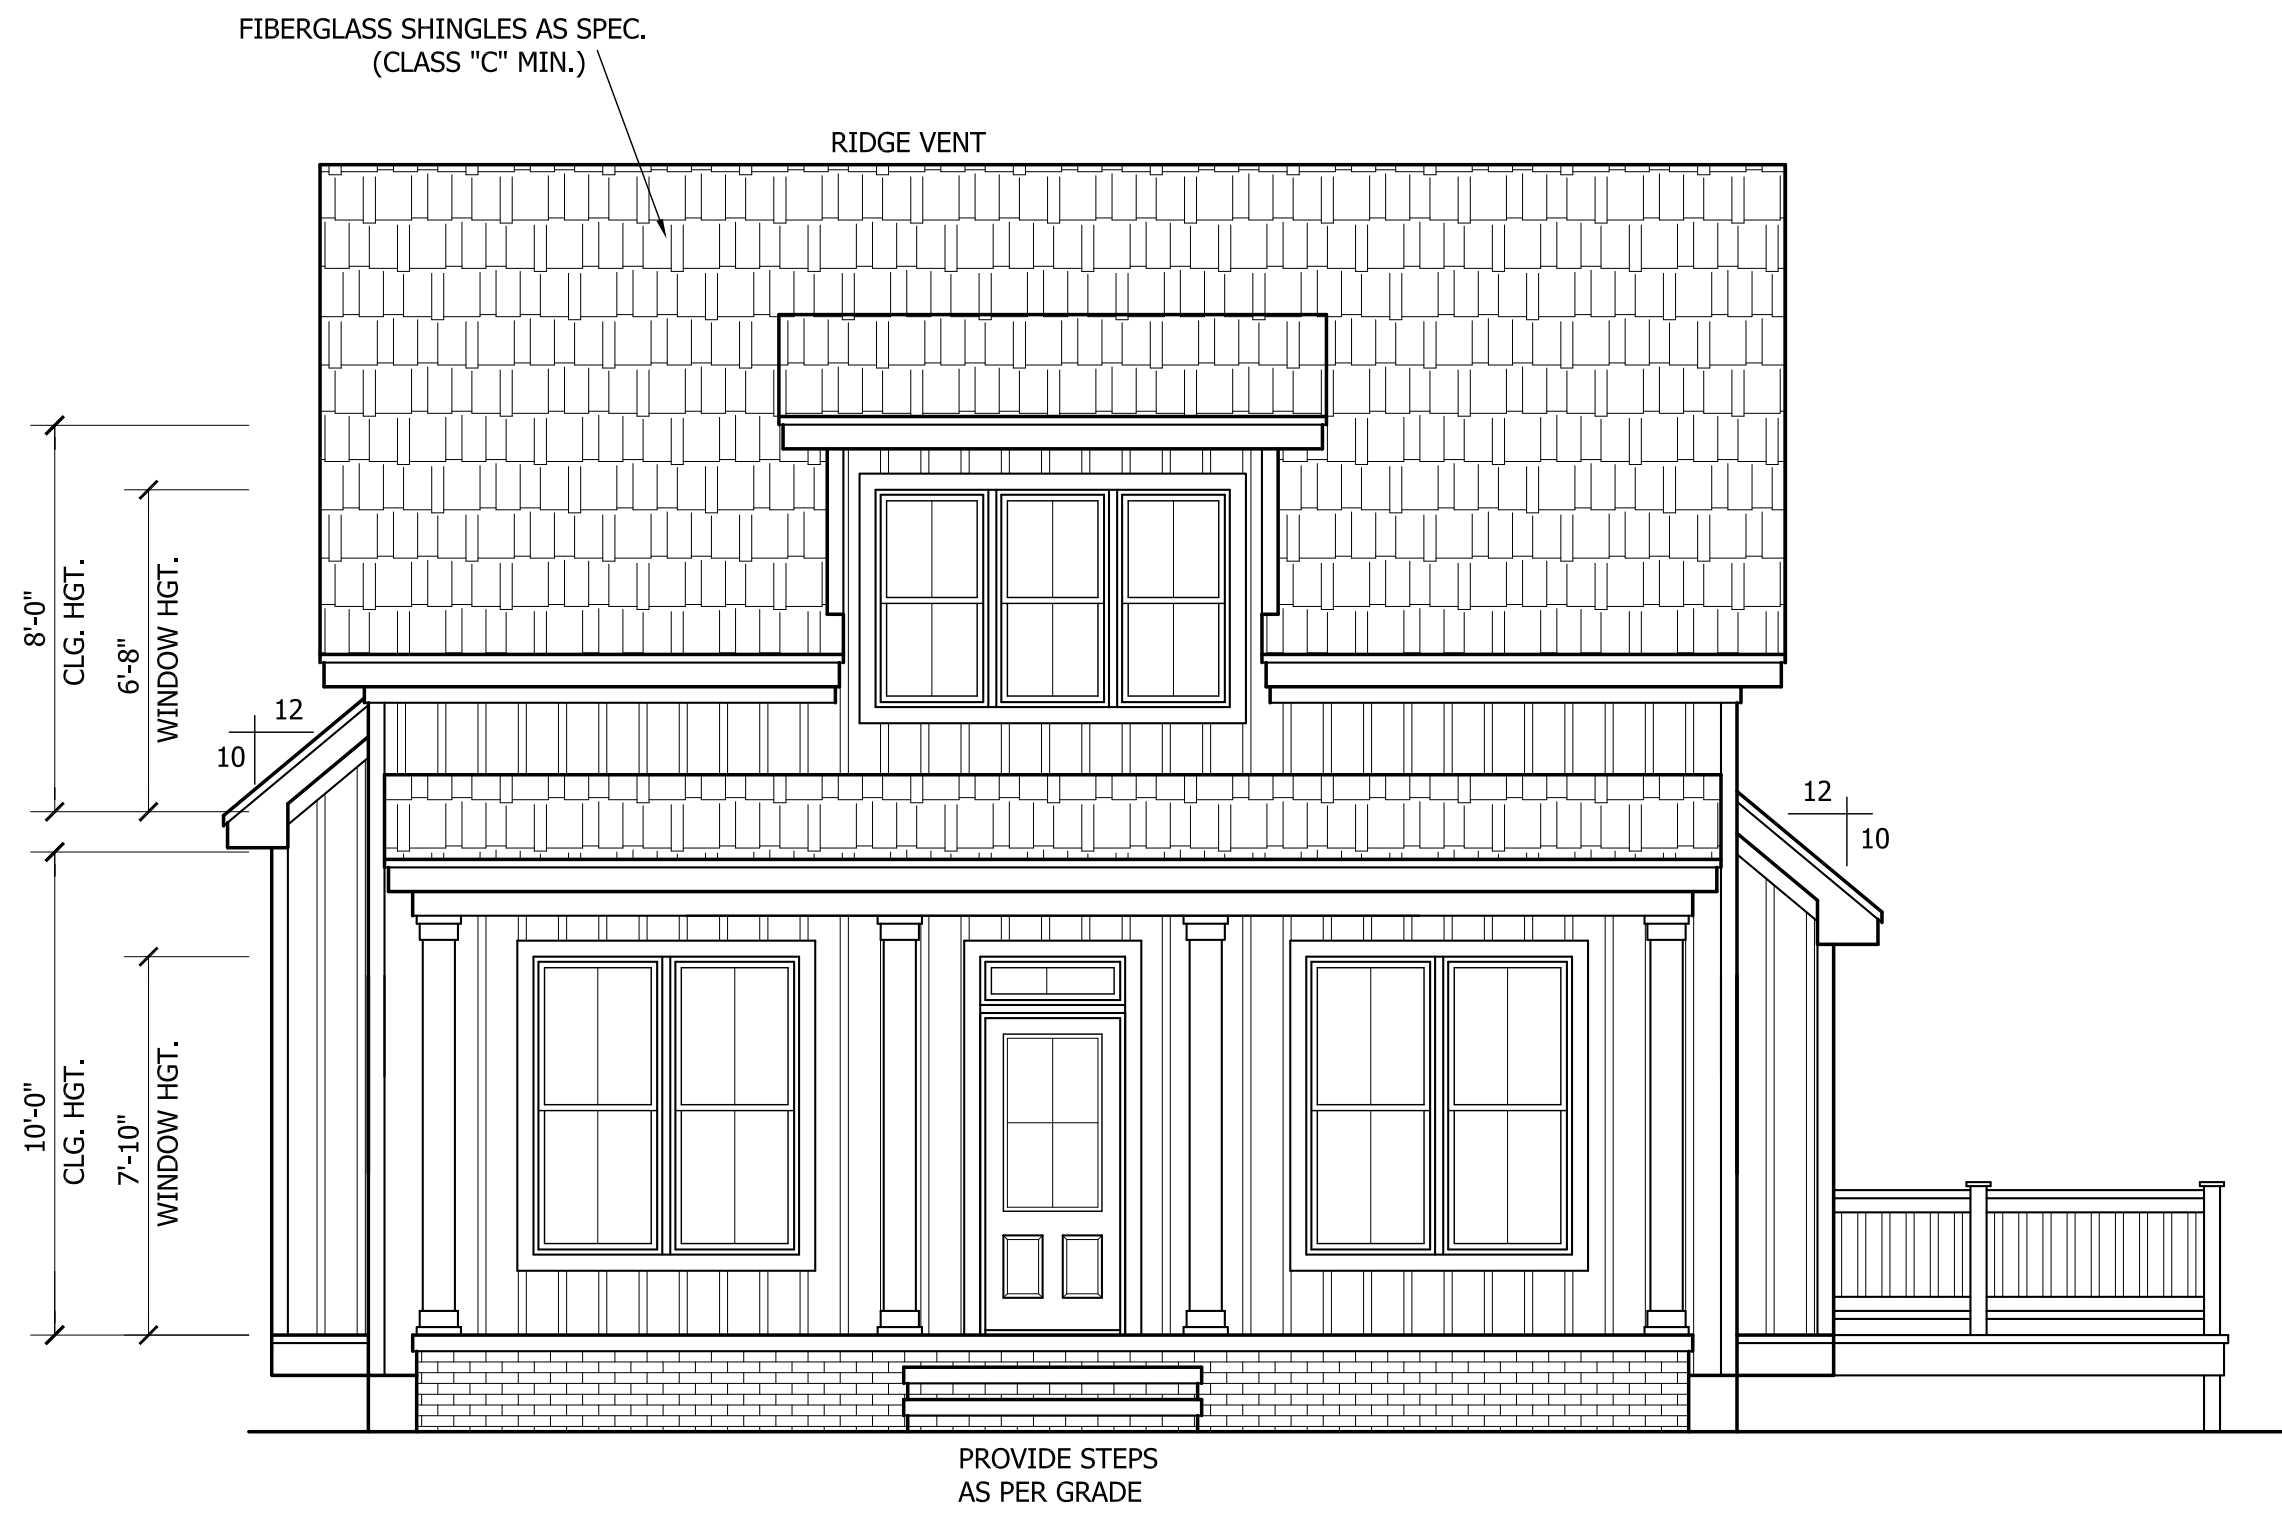 FIBERGLASS SHINGLES AS SPEC.
(CLASS "C" MIN.)
RIDGE VENT
8'-0"
CLG. HGT.
6'-8"
WINDOW HGT.
12
10
12
10
10'-0"
CLG. HGT.
7'-10"
WINDOW HGT.
PROVIDE STEPS
AS PER GRADE